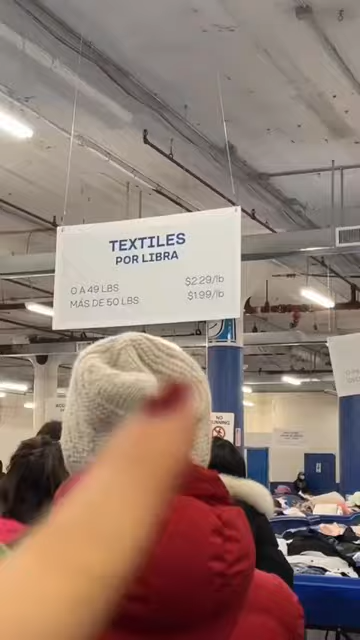 TEXTILES
POR LIBRA
0 A 49 LBS $2.29/lb
MÁS DE 50 LBS $1.99/lb
NO